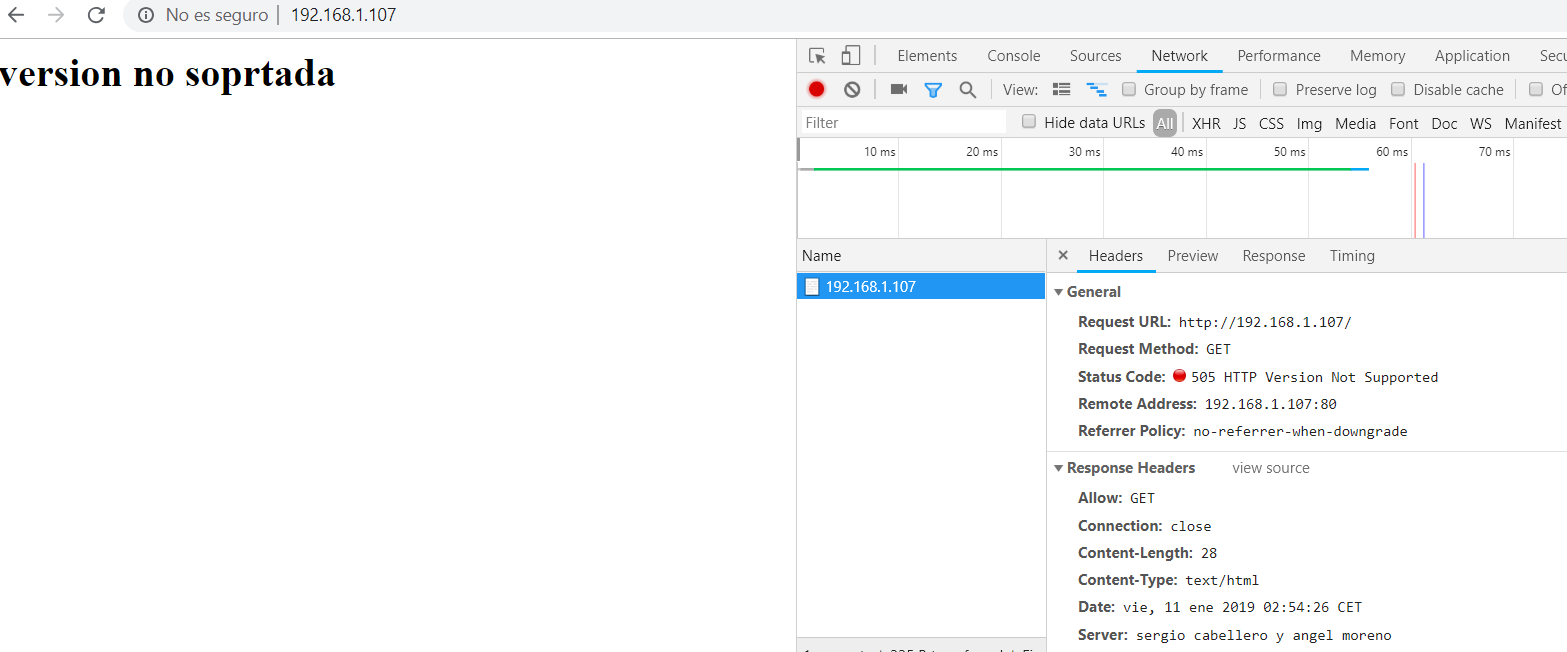 No es seguro | 192.168.1.107
version no soprtada
Elements Console Sources Network Performance Memory Application Secu
View: Group by frame Preserve log Disable cache Of
Filter Hide data URLs All XHR JS CSS Img Media Font Doc WS Manifest
10 ms 20 ms 30 ms 40 ms 50 ms 60 ms 70 ms
Name
192.168.1.107
× Headers Preview Response Timing
General
Request URL: http://192.168.1.107/
Request Method: GET
Status Code: 505 HTTP Version Not Supported
Remote Address: 192.168.1.107:80
Referrer Policy: no-referrer-when-downgrade
Response Headers view source
Allow: GET
Connection: close
Content-Length: 28
Content-Type: text/html
Date: vie, 11 ene 2019 02:54:26 CET
Server: sergio cabellero y angel moreno